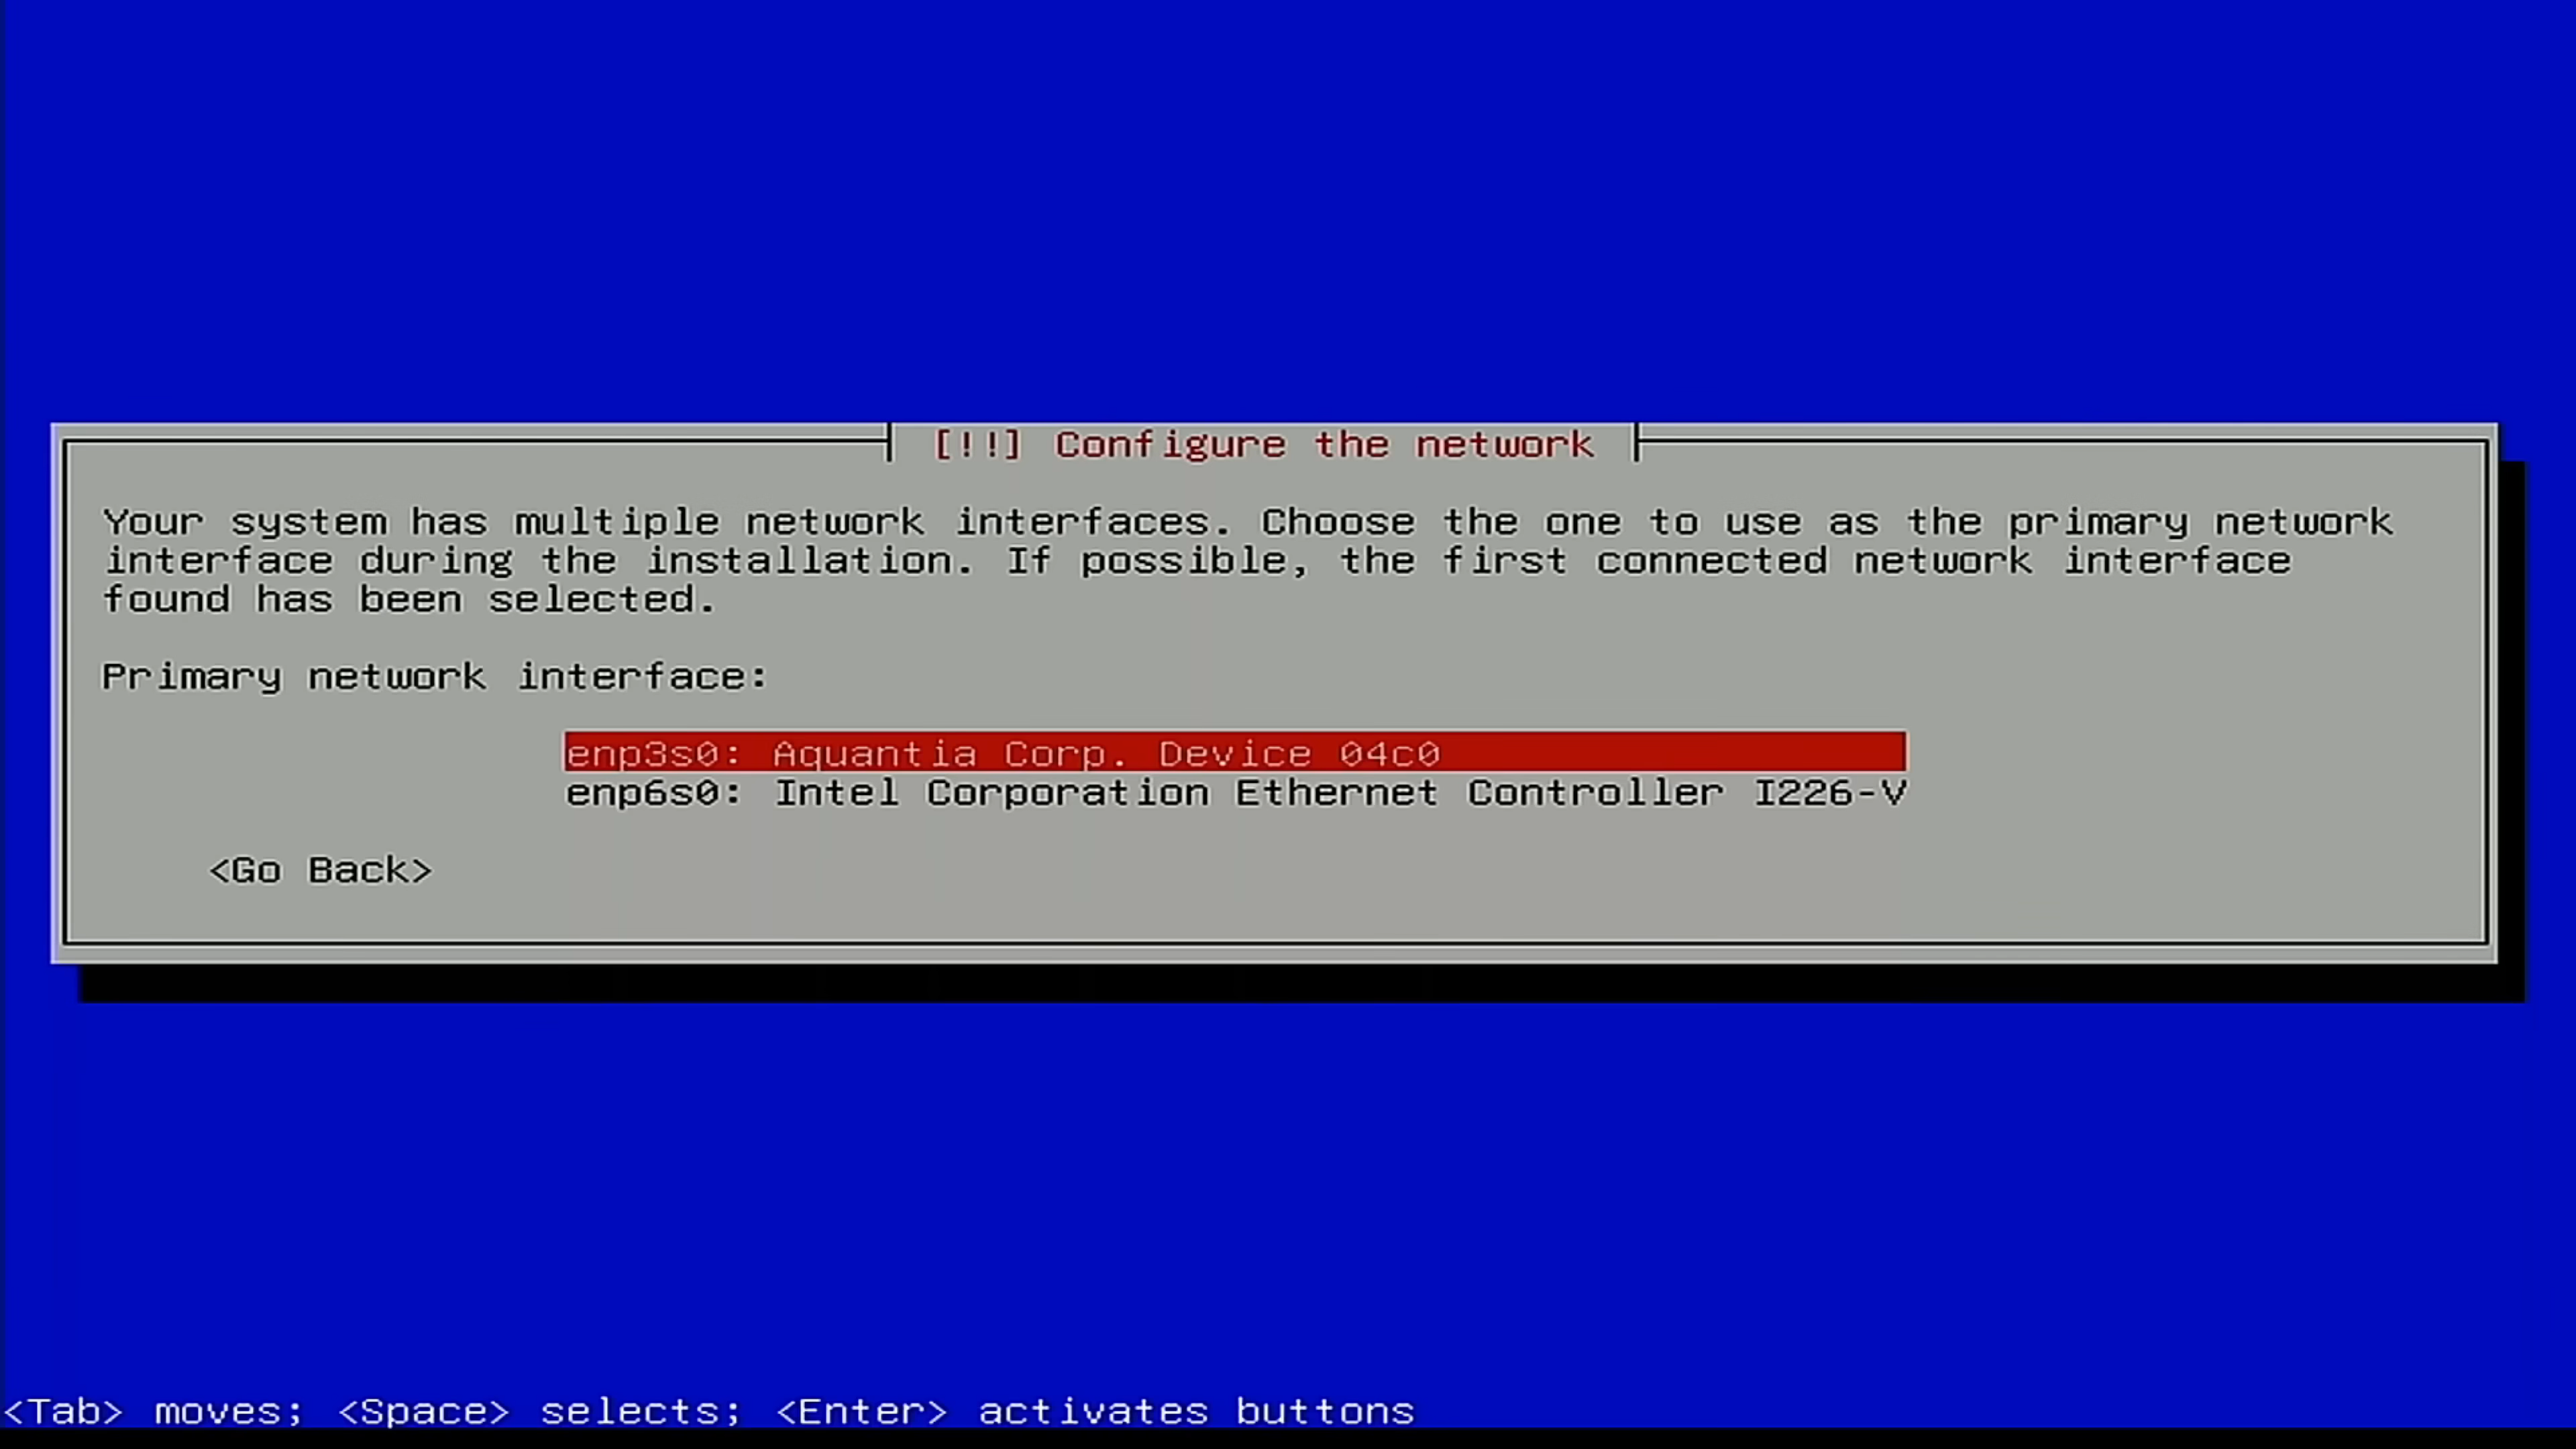 [!!] Configure the network
Your system has multiple network interfaces. Choose the one to use as the primary network
interface during the installation. If possible, the first connected network interface
found has been selected.
Primary network interface:
enp3s0: Aquantia Corp. Device 04c0
enp6s0: Intel Corporation Ethernet Controller I226-V
<Go Back>
<Tab> moves; <Space> selects; <Enter> activates buttons